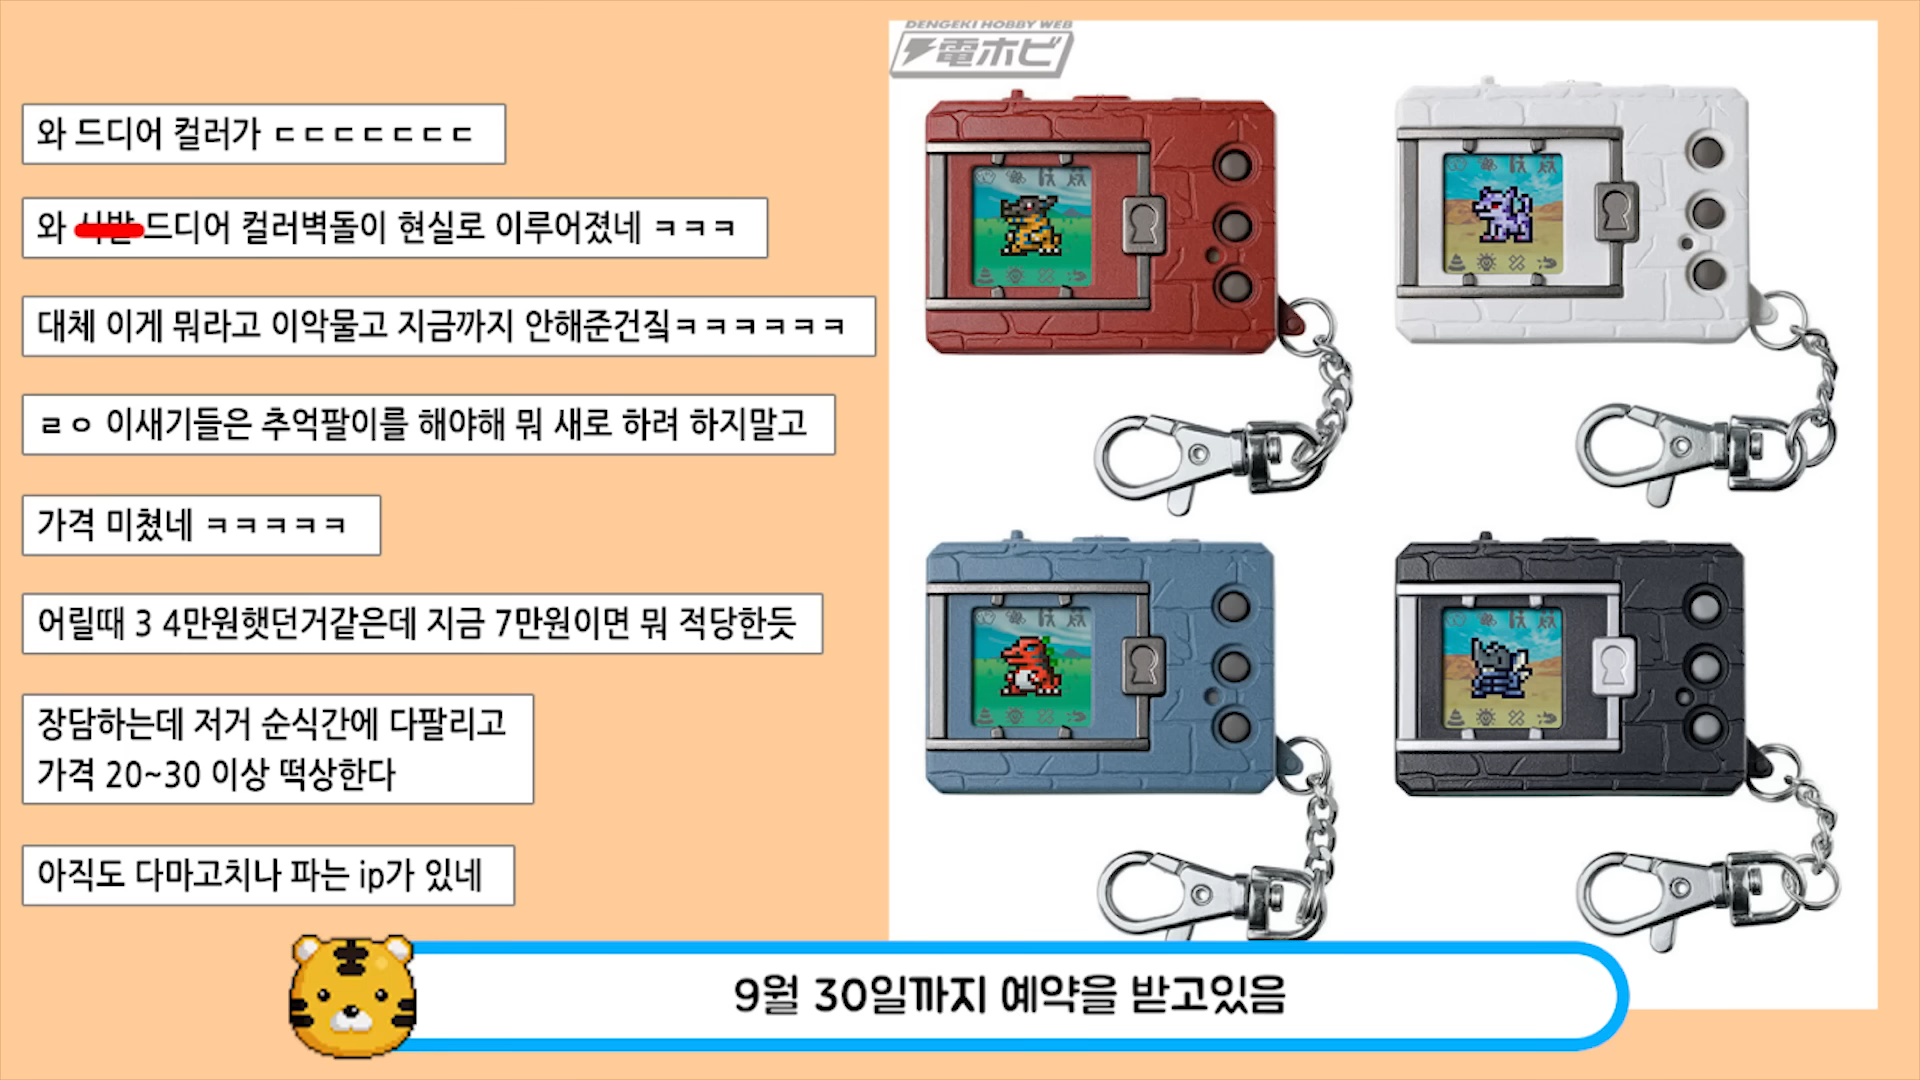 DENGEKI HOBBY WEB
電ホビ
와 드디어 컬러가 ㄷㄷㄷㄷㄷㄷㄷ
와 드디어 컬러벽돌이 현실로 이루어졌네 ㅋㅋㅋ
대체 이게 뭐라고 이악물고 지금까지 안해준건짘ㅋㅋㅋㅋㅋㅋ
ㄹㅇ 이새기들은 추억팔이를 해야해 뭐 새로 하려 하지말고
가격 미쳤네 ㅋㅋㅋㅋㅋ
어릴때 3 4만원햇던거같은데 지금 7만원이면 뭐 적당한듯
장담하는데 저거 순식간에 다팔리고
가격 20~30 이상 떡상한다
아직도 다마고치나 파는 ip가 있네
9월 30일까지 예약을 받고있음